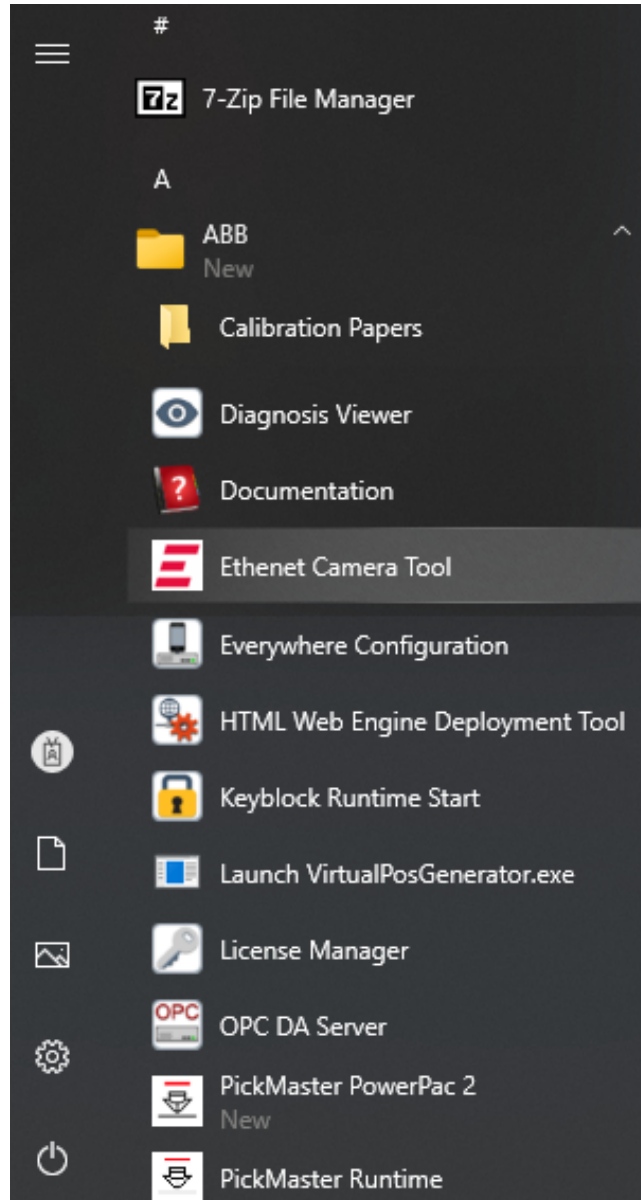 #
7z
7-Zip File Manager
A
ABB
New
Calibration Papers
Diagnosis Viewer
?
Documentation
Ethenet Camera Tool
Everywhere Configuration
HTML Web Engine Deployment Tool
Keyblock Runtime Start
Launch VirtualPosGenerator.exe
License Manager
OPC
OPC DA Server
PickMaster PowerPac 2
New
PickMaster Runtime